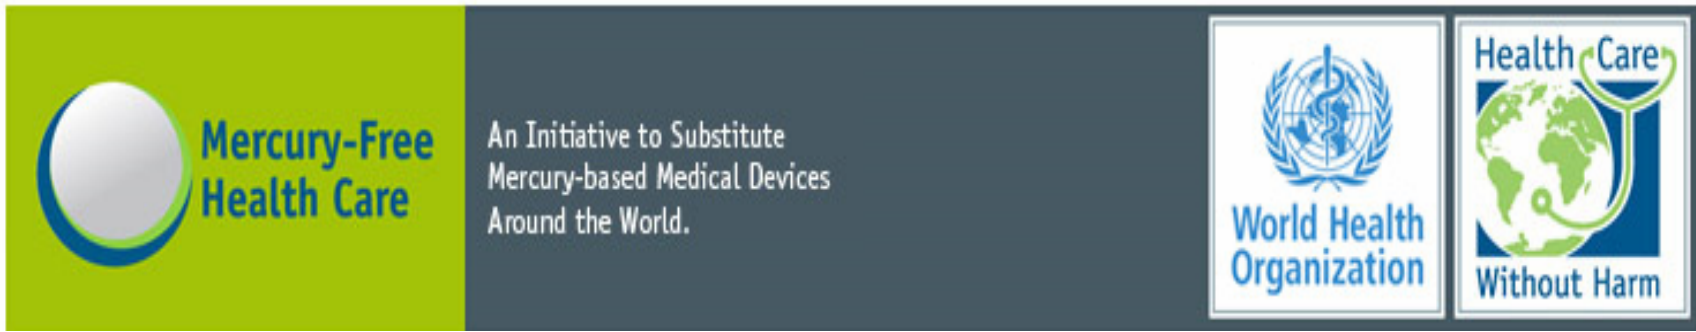 Mercury-Free
Health Care
An Initiative to Substitute
Mercury-based Medical Devices
Around the World.
World Health
Organization
Health Care
Without Harm